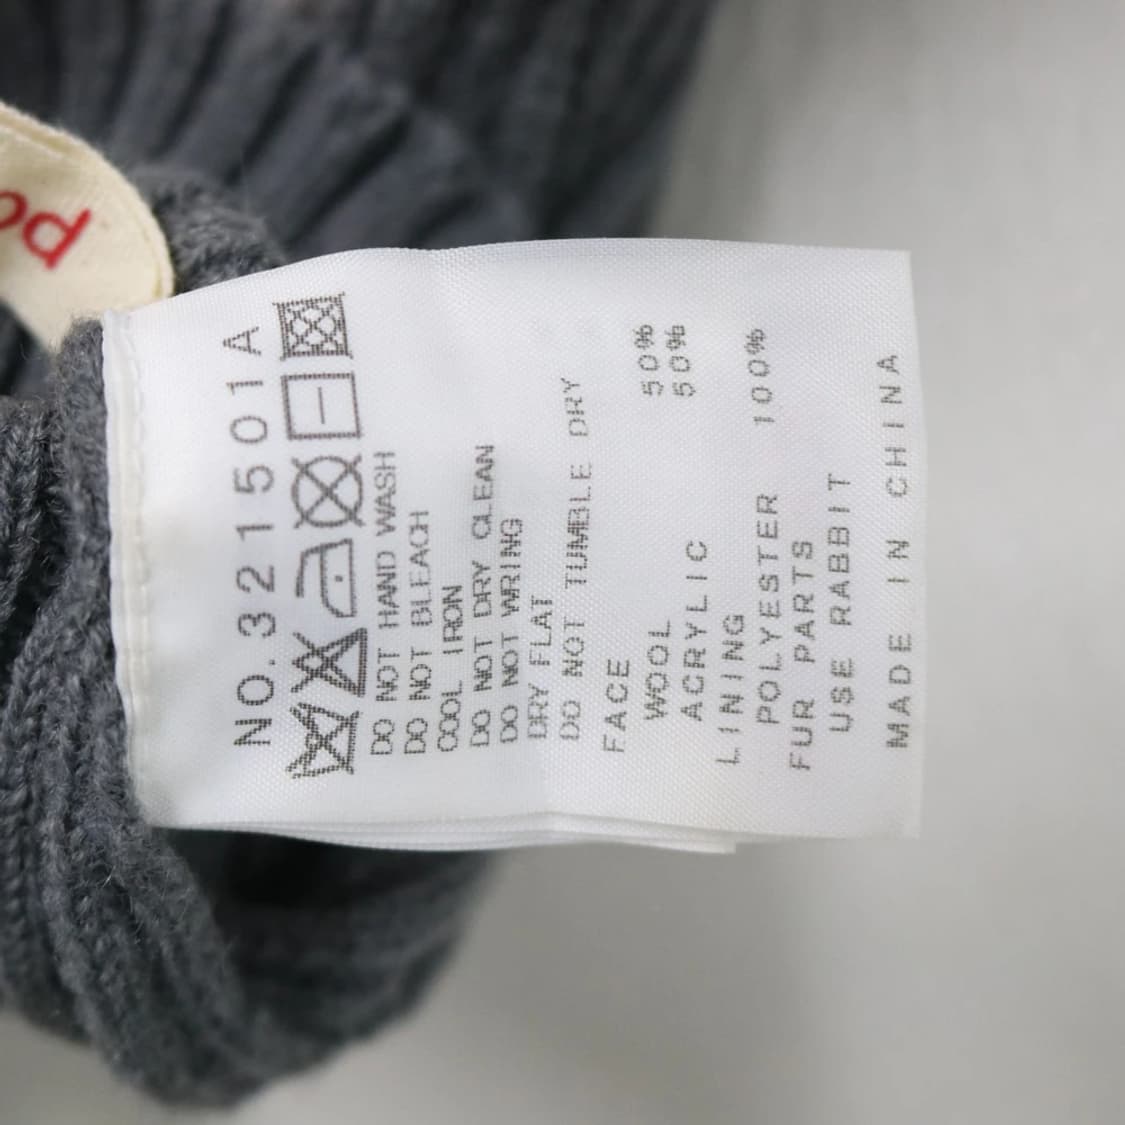 NO. 321501A
DO NOT HAND WASH
DO NOT BLEACH
COOL IRON
DO NOT DRY CLEAN
DO NOT WRING
DRY FLAT
DO NOT TUMBLE DRY
FACE
WOOL 50%
ACRYLIC 50%
LINING
POLYESTER 100%
FUR PARTS
USE RABBIT
MADE IN CHINA